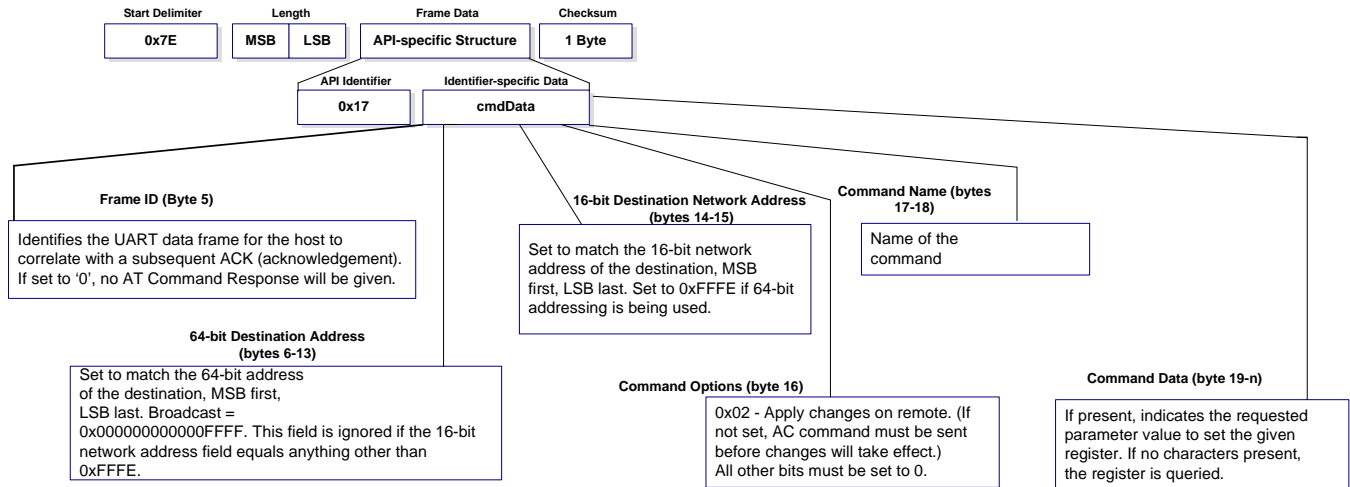 Start Delimiter
Length
Frame Data
Checksum
0x7E
MSB
LSB
API-specific Structure
1 Byte
API Identifier
Identifier-specific Data
0x17
cmdData
Frame ID (Byte 5)
Identifies the UART data frame for the host to
correlate with a subsequent ACK (acknowledgement).
If set to ‘0’, no AT Command Response will be given.
64-bit Destination Address
(bytes 6-13)
Set to match the 64-bit address
of the destination, MSB first,
LSB last. Broadcast =
0x000000000000FFFF. This field is ignored if the 16-bit
network address field equals anything other than
0xFFFE.
16-bit Destination Network Address
(bytes 14-15)
Set to match the 16-bit network
address of the destination, MSB
first, LSB last. Set to 0xFFFE if 64-bit
addressing is being used.
Command Options (byte 16)
0x02 - Apply changes on remote. (If
not set, AC command must be sent
before changes will take effect.)
All other bits must be set to 0.
Command Name (bytes
17-18)
Name of the
command
Command Data (byte 19-n)
If present, indicates the requested
parameter value to set the given
register. If no characters present,
the register is queried.